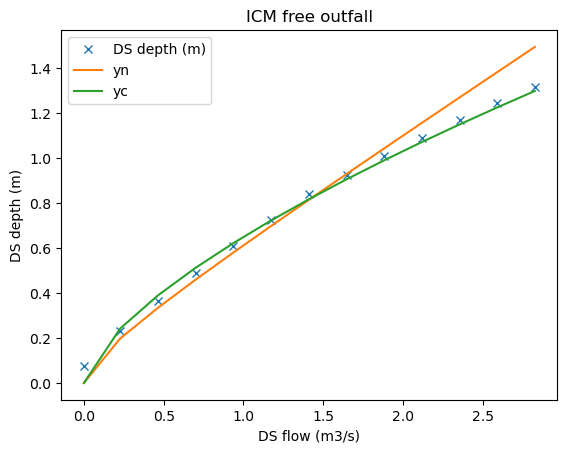 ICM free outfall
DS depth (m)
yn
yc
DS depth (m)
1.4
1.2
1.0
0.8
0.6
0.4
0.2
0.0
0.0 0.5 1.0 1.5 2.0 2.5
DS flow (m3/s)